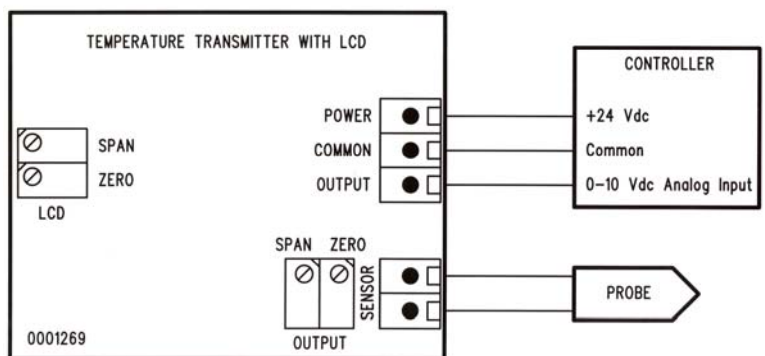 TEMPERATURE TRANSMITTER WITH LCD
SPAN
ZERO
LCD
POWER
COMMON
OUTPUT
CONTROLLER
+24 Vdc
Common
0-10 Vdc Analog Input
SPAN ZERO
SENSOR
OUTPUT
PROBE
0001269